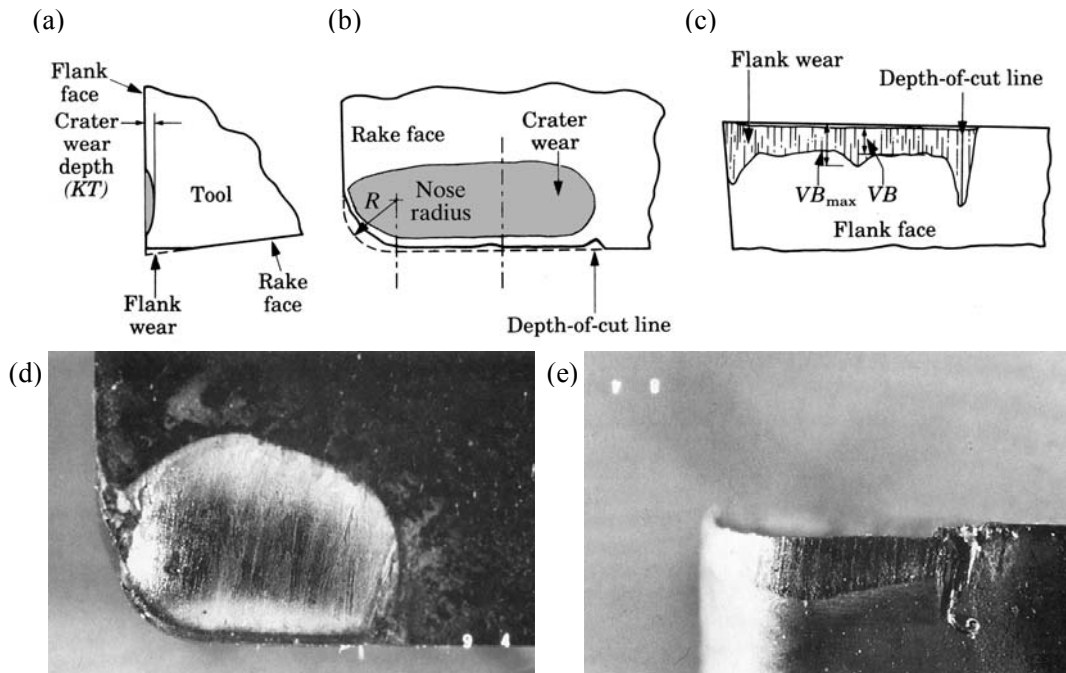 (a)
Flank
face
Crater
wear
depth
(KT)
Tool
Flank
wear
Rake
face
(b)
Rake face
Crater
wear
R
Nose
radius
Depth-of-cut line
(c)
Flank wear
Depth-of-cut line
VBmax
VB
Flank face
(d)
9 4
(e)